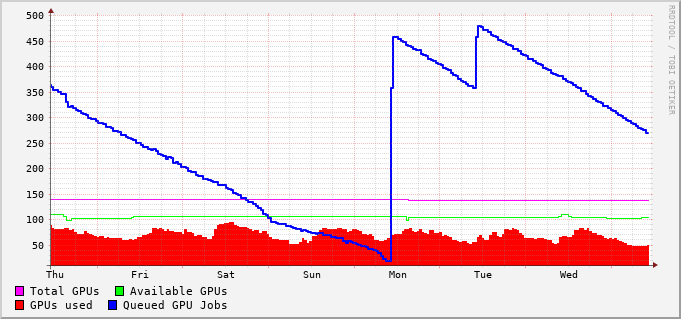 500
450
400
350
300
250
200
150
100
50
Thu Fri Sat Sun Mon Tue Wed
Total GPUs Available GPUs
GPUs used Queued GPU Jobs
RRDTOOL / TOBI OETIKER